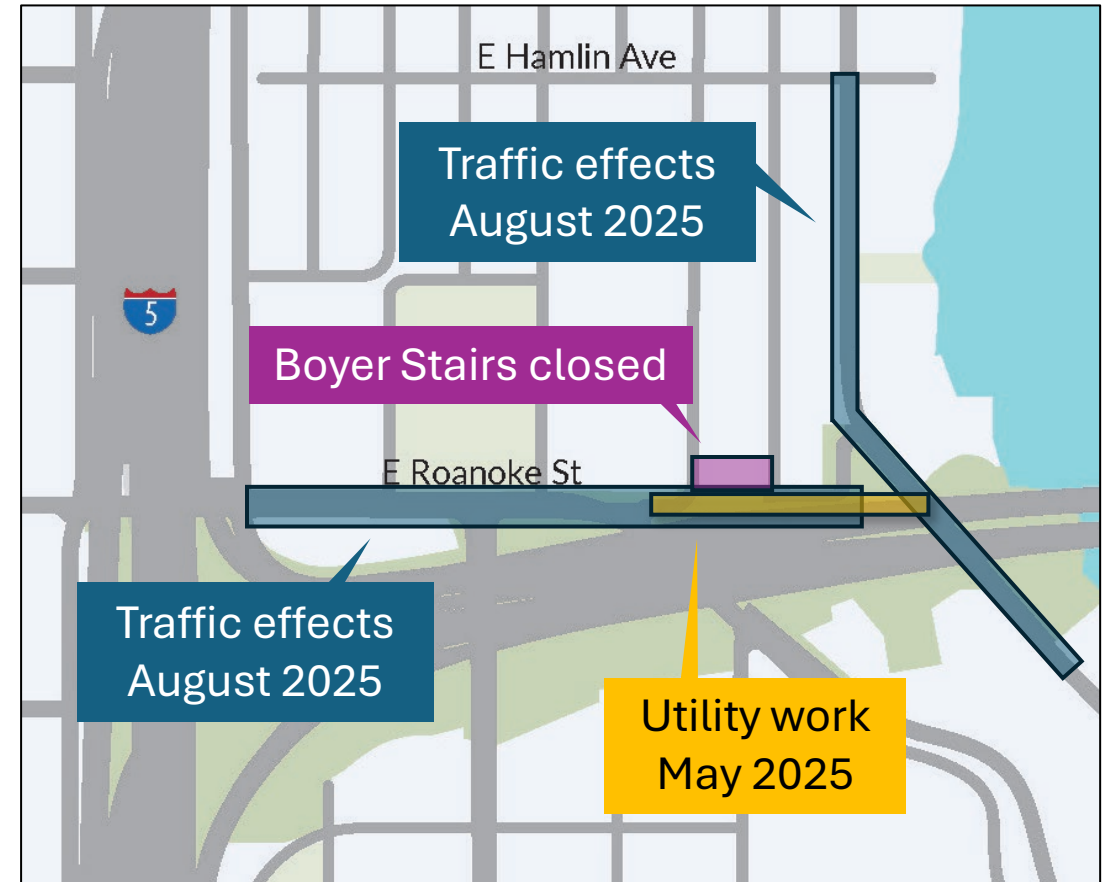 E Hamlin Ave
Traffic effects
August 2025
5
Boyer Stairs closed
E Roanoke St
Traffic effects
August 2025
Utility work
May 2025